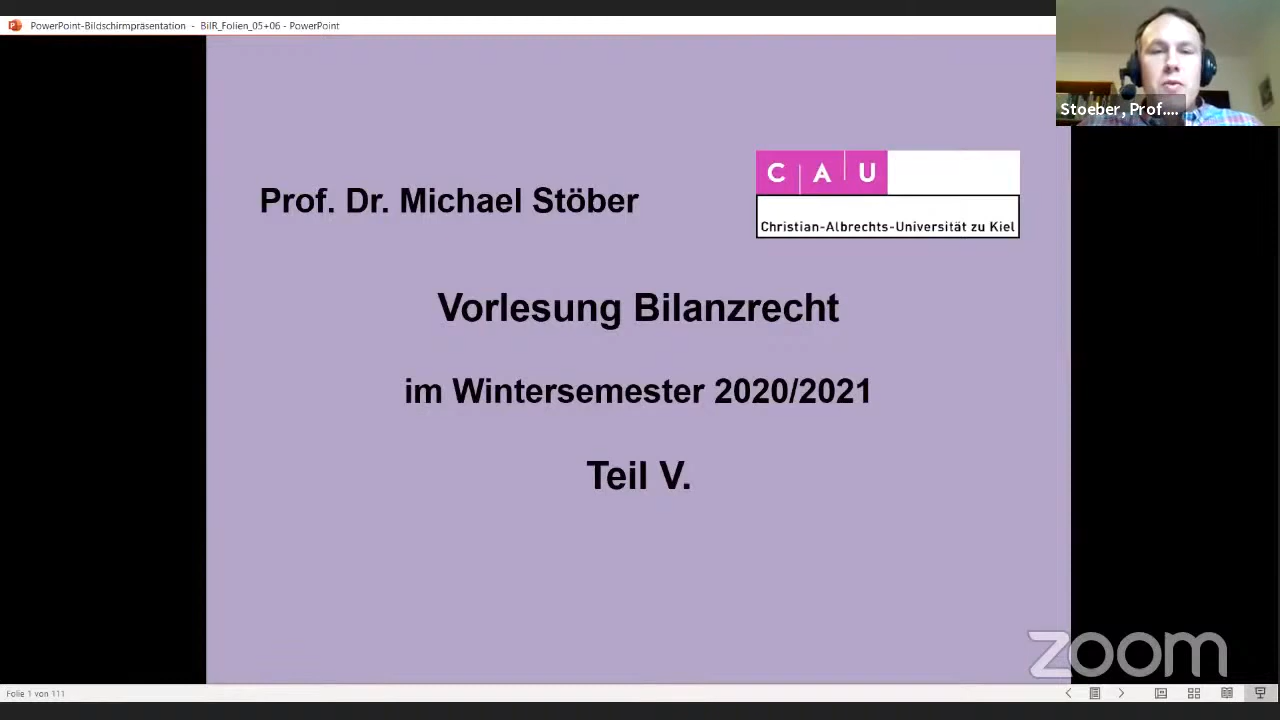 PowerPoint-Bildschirmpräsentation - BilR_Folien_05+06 - PowerPoint
Stoeber, Prof....
C A U
Prof. Dr. Michael Stöber
Christian-Albrechts-Universität zu Kiel
Vorlesung Bilanzrecht
im Wintersemester 2020/2021
Teil V.
zoom
Folie 1 von 111